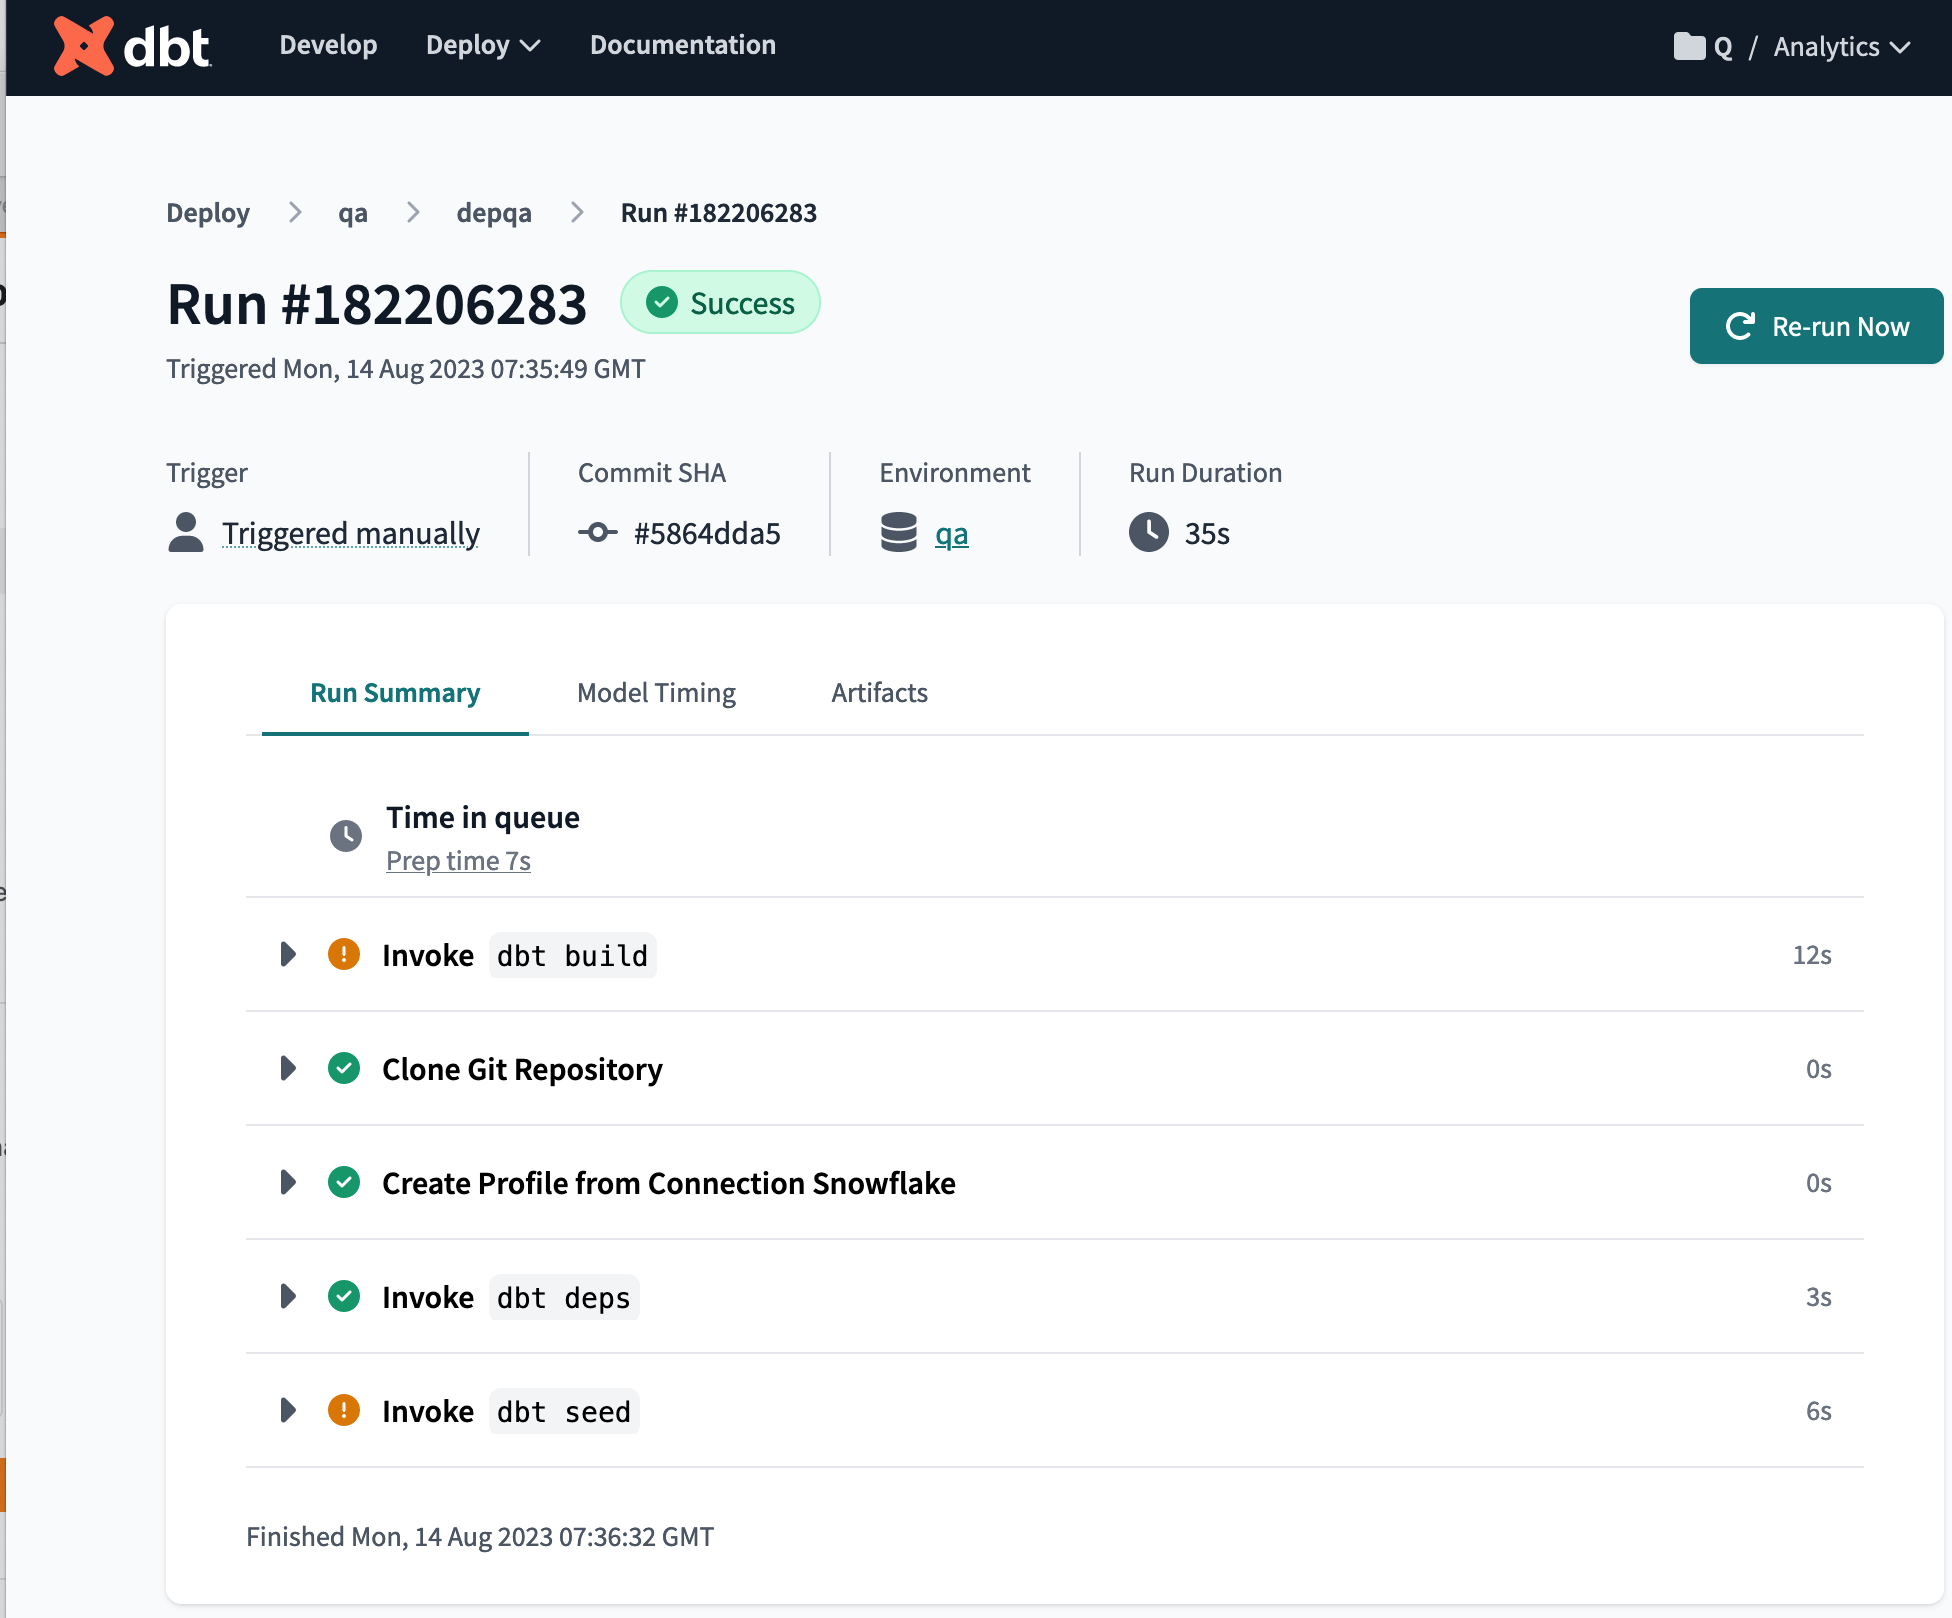 dbt Develop Deploy Documentation Q / Analytics
Deploy qa depqa Run #182206283
Run #182206283 Success
Re-run Now
Triggered Mon, 14 Aug 2023 07:35:49 GMT
Trigger Commit SHA Environment Run Duration
Triggered manually #5864dda5 qa 35s
Run Summary Model Timing Artifacts
Time in queue
Prep time 7s
Invoke dbt build 12s
Clone Git Repository 0s
Create Profile from Connection Snowflake 0s
Invoke dbt deps 3s
Invoke dbt seed 6s
Finished Mon, 14 Aug 2023 07:36:32 GMT